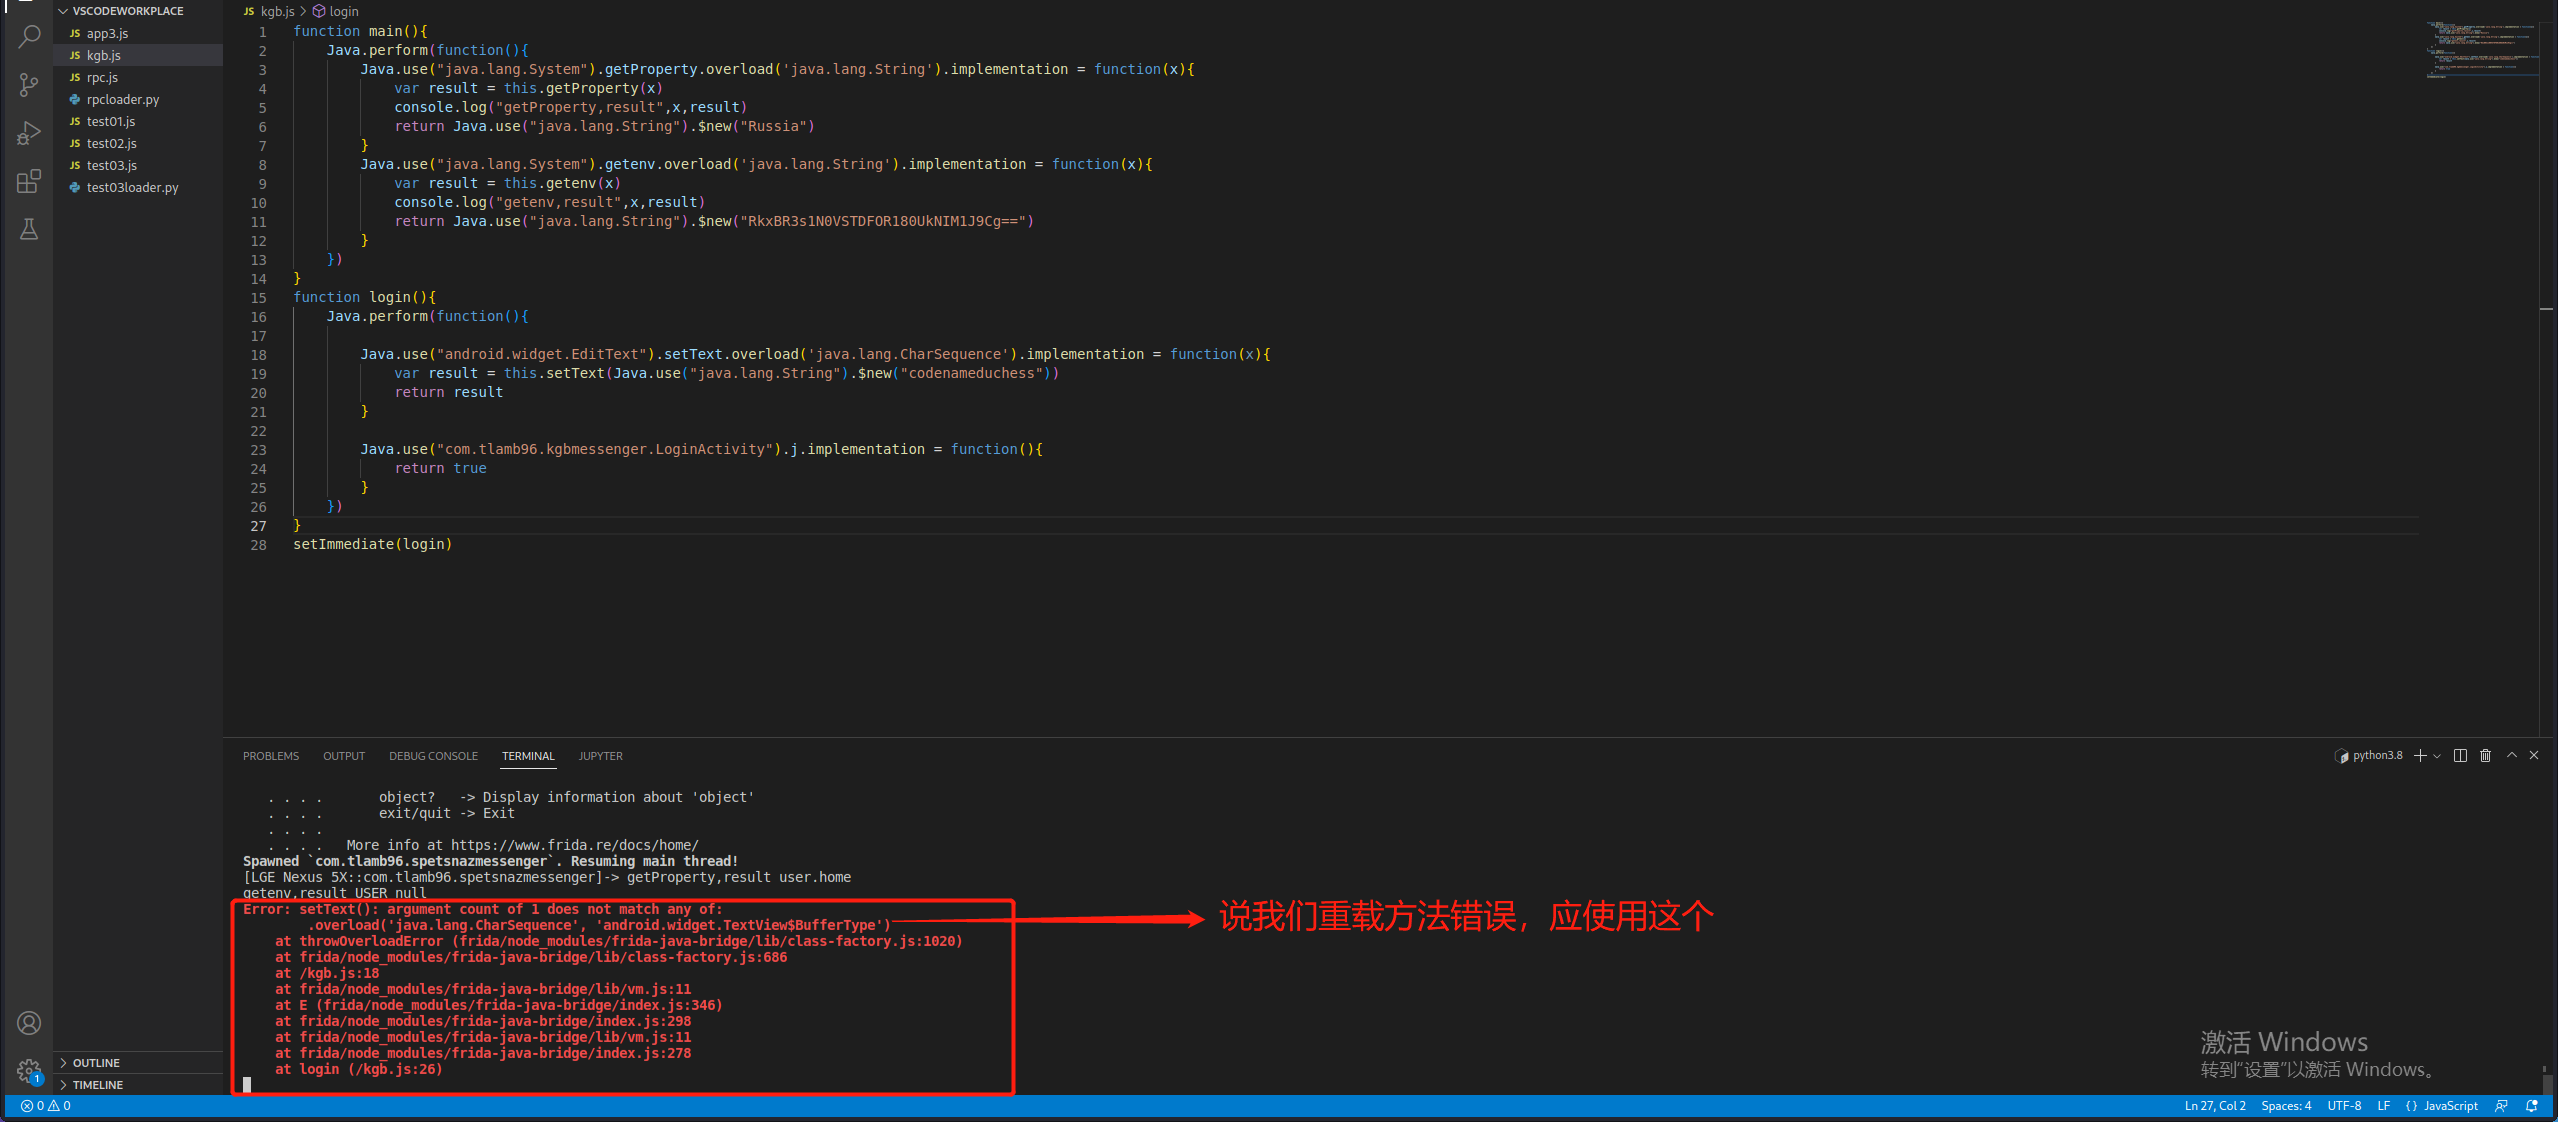 VSCODEWORKPLACE
JS app3.js
JS kgb.js
JS rpc.js
rpcloader.py
JS test01.js
JS test02.js
JS test03.js
test03loader.py
OUTLINE
TIMELINE
JS kgb.js > login
1 function main(){
2 Java.perform(function(){
3 Java.use("java.lang.System").getProperty.overload('java.lang.String').implementation = function(x){
4 var result = this.getProperty(x)
5 console.log("getProperty,result",x,result)
6 return Java.use("java.lang.String").$new("Russia")
7 }
8 Java.use("java.lang.System").getenv.overload('java.lang.String').implementation = function(x){
9 var result = this.getenv(x)
10 console.log("getenv,result",x,result)
11 return Java.use("java.lang.String").$new("RkxBR3s1N0VSTDFOR180UkNIM1J9Cg==")
12 }
13 })
14 }
15 function login(){
16 Java.perform(function(){
17
18 Java.use("android.widget.EditText").setText.overload('java.lang.CharSequence').implementation = function(x){
19 var result = this.setText(Java.use("java.lang.String").$new("codenameduchess"))
20 return result
21 }
22
23 Java.use("com.tlamb96.kgbmessenger.LoginActivity").j.implementation = function(){
24 return true
25 }
26 })
27 }
28 setImmediate(login)
PROBLEMS OUTPUT DEBUG CONSOLE TERMINAL JUPYTER
python3.8
. . . . object? -> Display information about 'object'
. . . . exit/quit -> Exit
. . . .
. . . . More info at https://www.frida.re/docs/home/
Spawned `com.tlamb96.spetsnazmessenger`. Resuming main thread!
[LGE Nexus 5X::com.tlamb96.spetsnazmessenger]-> getProperty,result user.home
getenv,result USER null
Error: setText(): argument count of 1 does not match any of:
.overload('java.lang.CharSequence', 'android.widget.TextView$BufferType')
at throwOverloadError (frida/node_modules/frida-java-bridge/lib/class-factory.js:1020)
at frida/node_modules/frida-java-bridge/lib/class-factory.js:686
at /kgb.js:18
at frida/node_modules/frida-java-bridge/lib/vm.js:11
at E (frida/node_modules/frida-java-bridge/index.js:346)
at frida/node_modules/frida-java-bridge/index.js:298
at frida/node_modules/frida-java-bridge/lib/vm.js:11
at frida/node_modules/frida-java-bridge/index.js:278
at login (/kgb.js:26)
说我们重载方法错误，应使用这个
激活 Windows
转到"设置"以激活 Windows。
1
0 0
Ln 27, Col 2 Spaces: 4 UTF-8 LF {} JavaScript